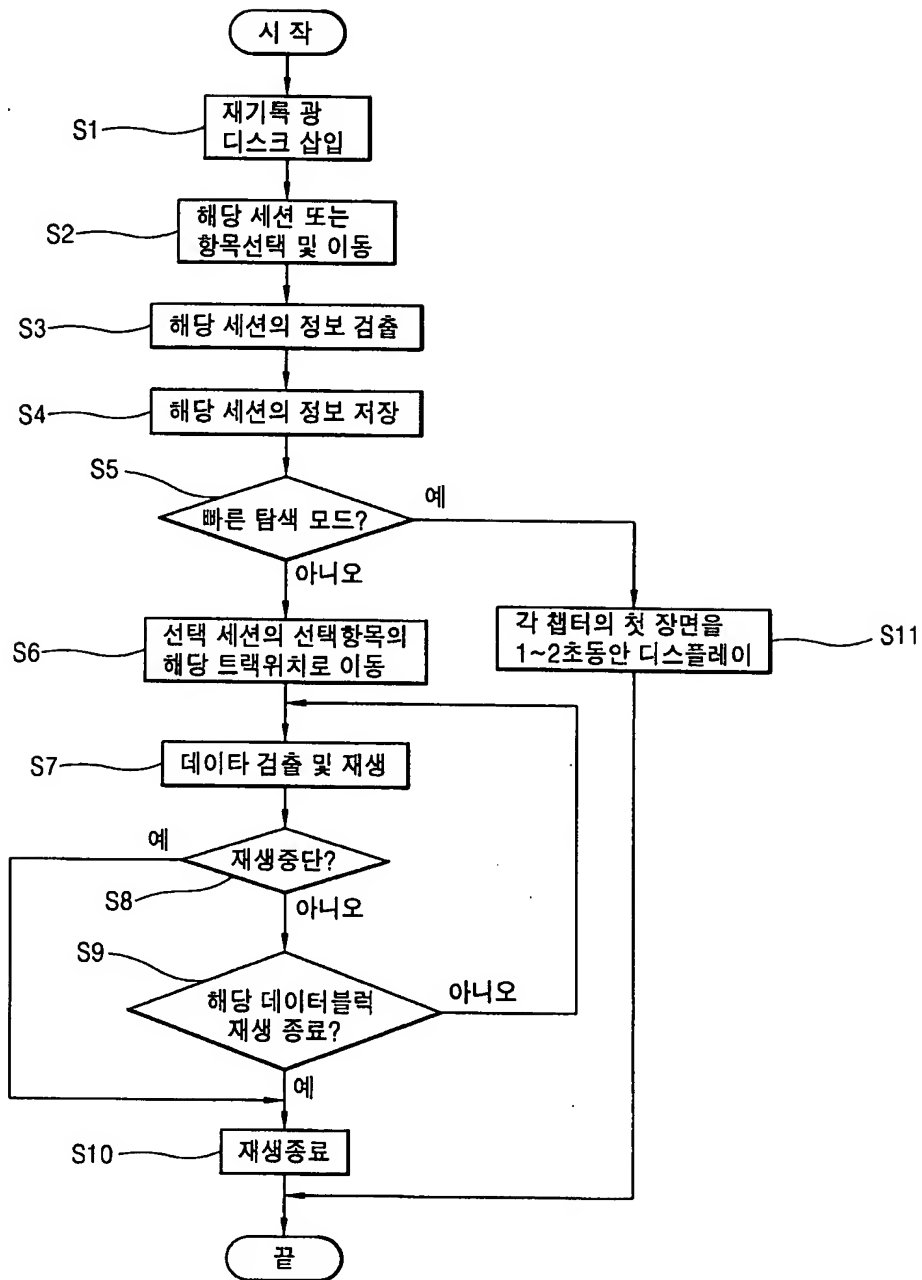 시 작
S1
재기록 광
디스크 삽입
S2
해당 세션 또는
항목선택 및 이동
S3
해당 세션의 정보 검출
S4
해당 세션의 정보 저장
S5
빠른 탐색 모드?
예
아니오
S6
선택 세션의 선택항목의
해당 트랙위치로 이동
각 챕터의 첫 장면을
1~2초동안 디스플레이
S11
S7
데이타 검출 및 재생
예
재생중단?
S8
아니오
S9
해당 데이터블럭
재생 종료?
아니오
예
S10
재생종료
끝